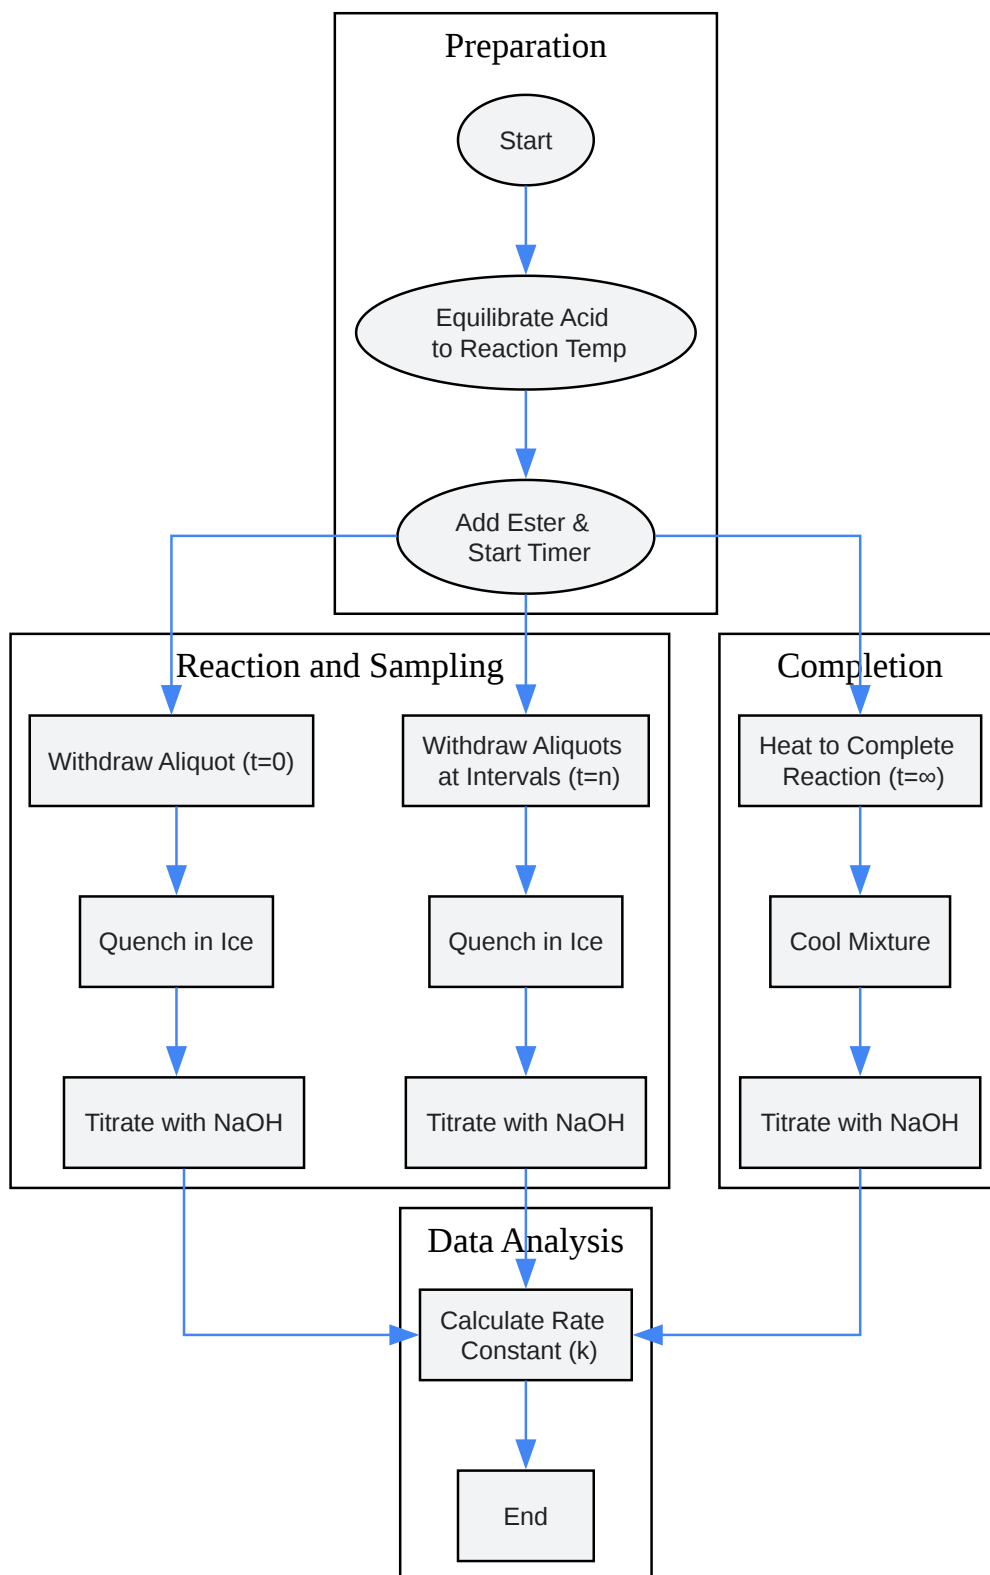 Preparation
Start
Equilibrate Acid
to Reaction Temp
Add Ester &
Start Timer
Reaction and Sampling
Withdraw Aliquot (t=0)
Quench in Ice
Titrate with NaOH
Withdraw Aliquots
at Intervals (t=n)
Quench in Ice
Titrate with NaOH
Completion
Heat to Complete
Reaction (t=∞)
Cool Mixture
Titrate with NaOH
Data Analysis
Calculate Rate
Constant (k)
End